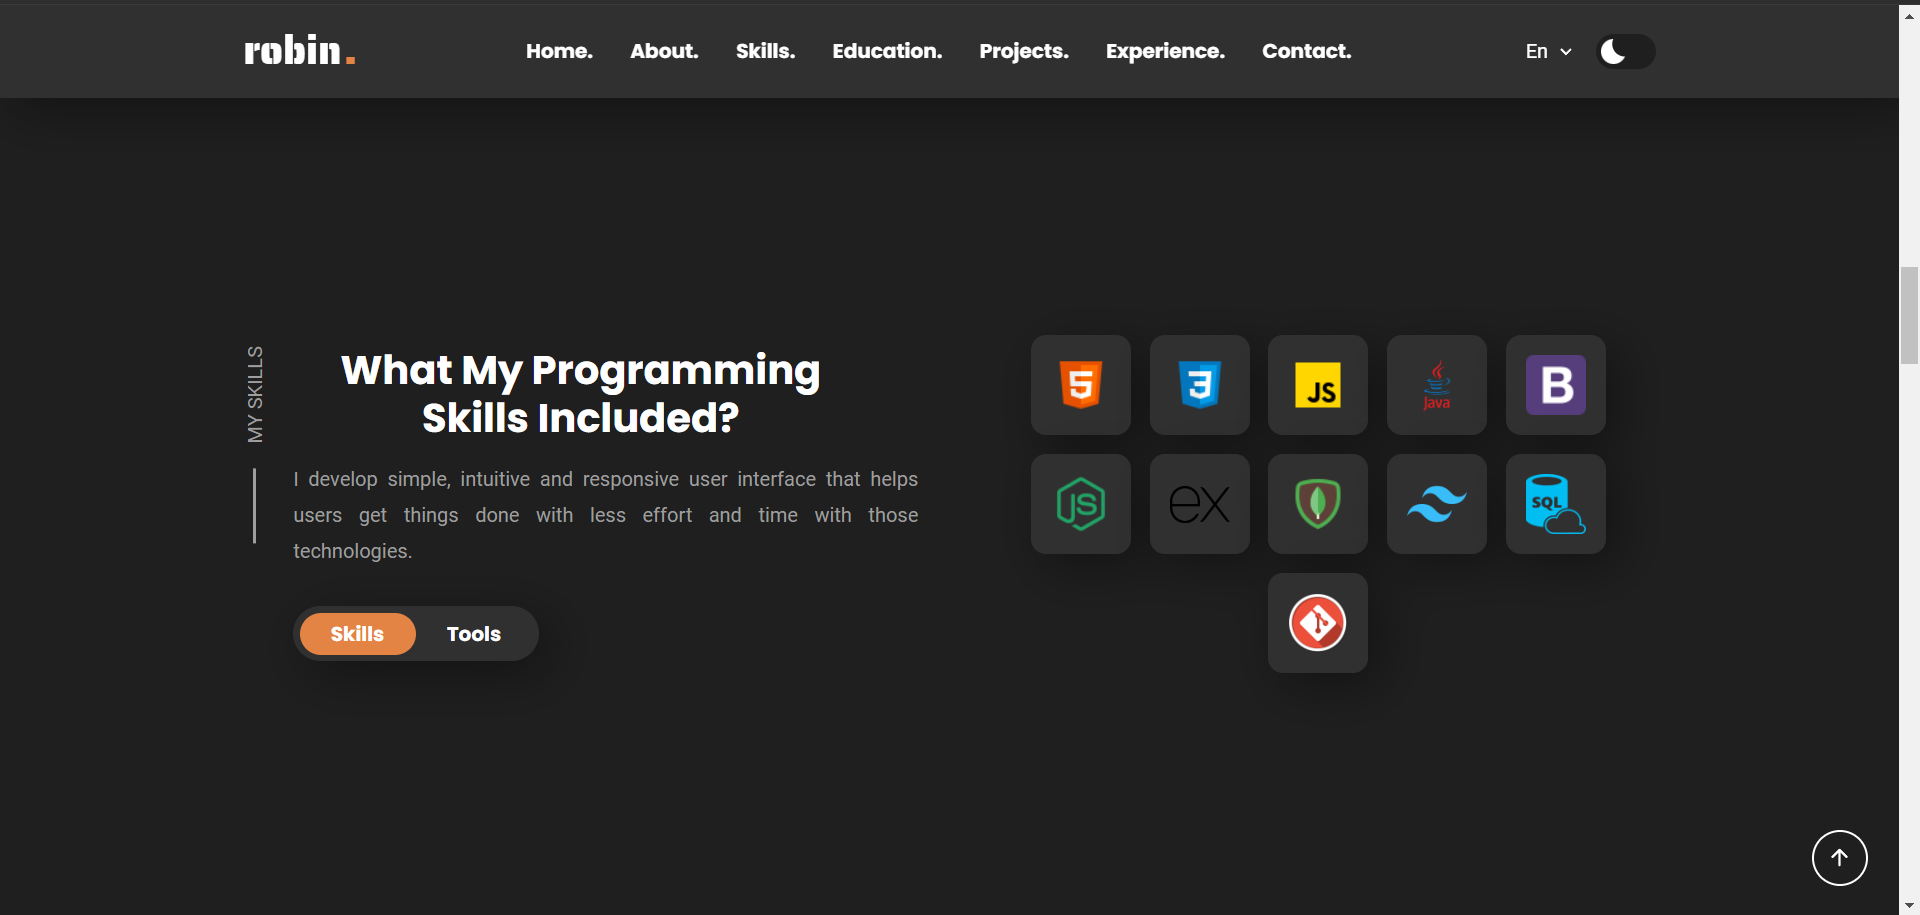 robin.
Home. About. Skills. Education. Projects. Experience. Contact.
En
MY SKILLS
What My Programming
Skills Included?
I develop simple, intuitive and responsive user interface that helps
users get things done with less effort and time with those
technologies.
Skills Tools
5 3 JS Java B
JS ex SQL